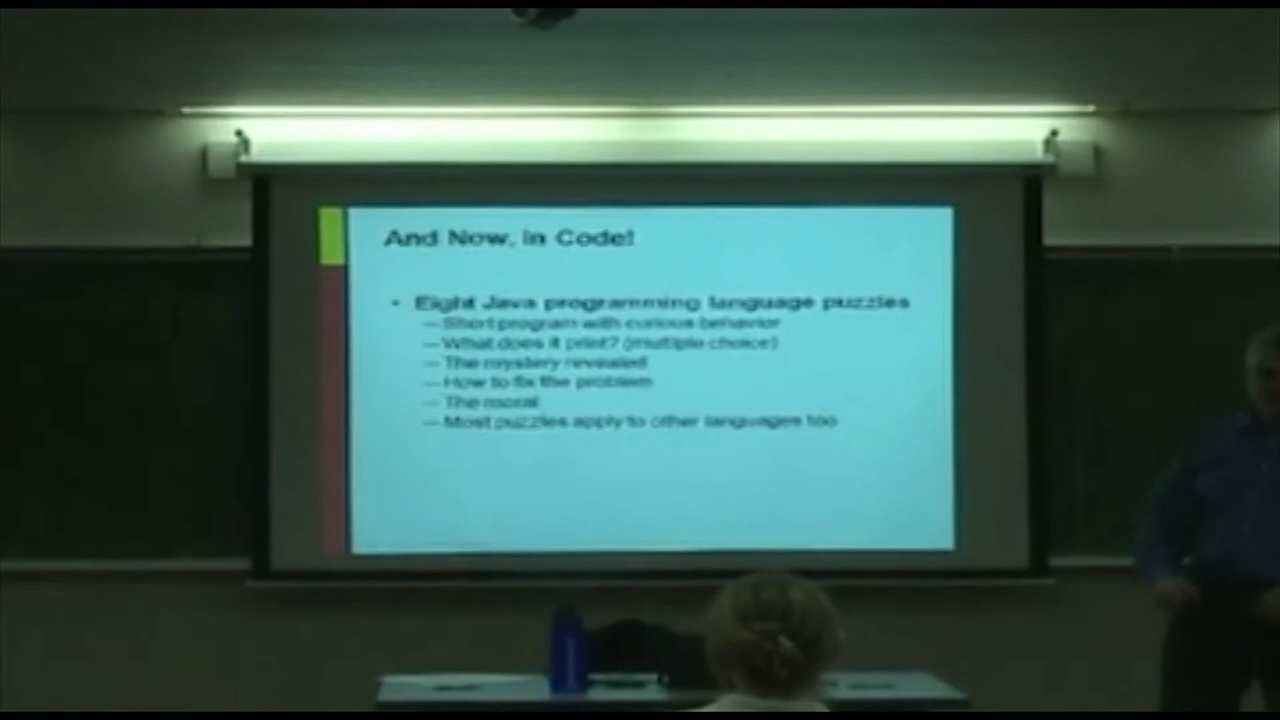 And Now, in Code!
• Eight Java programming language puzzles
– Short program with curious behavior
– What does it print? (multiple choice)
– The mystery revealed
– How to fix the problem
– The moral
– Most puzzles apply to other languages too